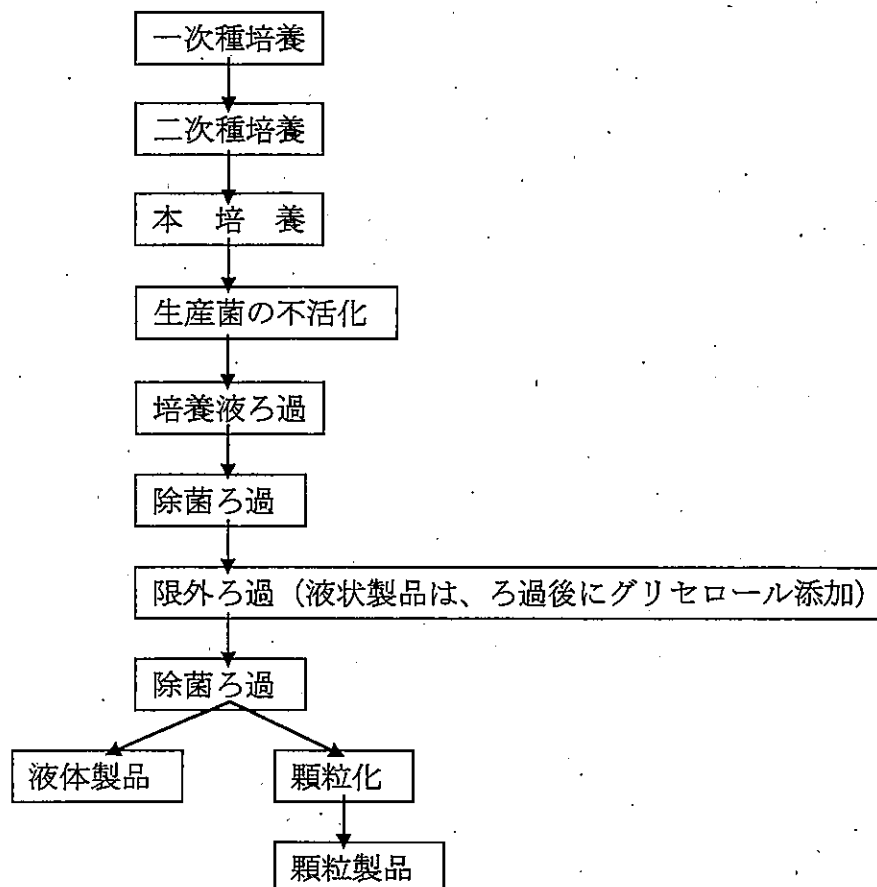 一次種培養
二次種培養
本 培 養
生産菌の不活化
培養液ろ過
除菌ろ過
限外ろ過（液状製品は、ろ過後にグリセロール添加）
除菌ろ過
液体製品
顆粒化
顆粒製品